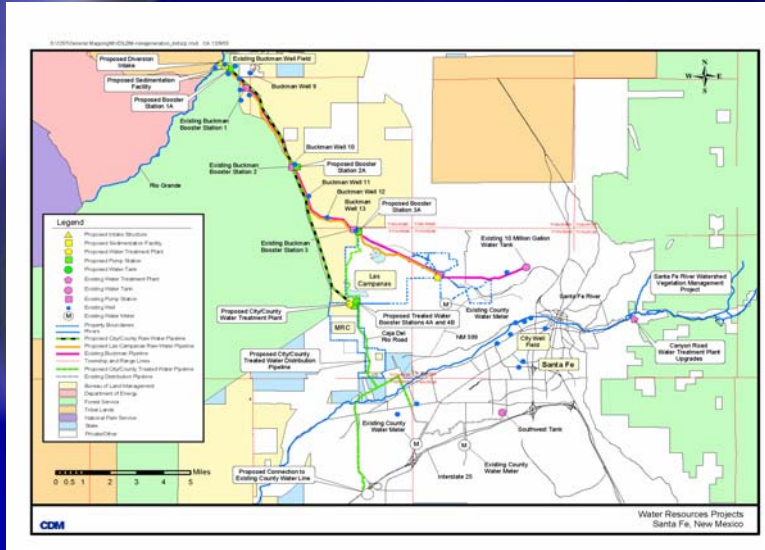 Proposed Diversion
Intake
Existing Buckman Well Field
Proposed Sedimentation
Facility
Buckman Well 9
Proposed Booster
Station 1A
Existing Buckman
Booster Station 1
Buckman Well 10
Existing Buckman
Booster Station 2
Proposed Booster
Station 2A
Rio Grande
Buckman Well 11
Buckman Well 12
Buckman
Well 13
Proposed Booster
Station 3A
Existing Buckman
Booster Station 3
Existing 10 Million Gallon
Water Tank
Las
Campanas
Santa Fe River Watershed
Vegetation Management
Project
Santa Fe River
Proposed City/County
Water Treatment Plant
Proposed Treated Water
Booster Stations 4A and 4B
Existing County
Water Meter
MRC
Caja Del
Rio Road
NM 599
City Well
Field
Canyon Road
Water Treatment Plant
Upgrades
Proposed City/County
Treated Water Distribution
Pipeline
Santa Fe
Existing County
Water Meter
Southwest Tank
M
M
M
Existing County
Water Meter
Interstate 25
Proposed Connection to
Existing County Water Line
N
W
E
S
Legend
Proposed Intake Structure
Proposed Sedimentation Facility
Proposed Water Treatment Plant
Proposed Pump Station
Proposed Water Tank
Existing Water Treatment Plant
Existing Water Tank
Existing Pump Station
Existing Well
M Existing Water Meter
Property Boundaries
Rivers
Proposed City/County Raw Water Pipeline
Proposed Las Campanas Raw Water Pipeline
Existing Buckman Pipeline
Township and Range Lines
Proposed City/County Treated Water Pipeline
Existing Distribution Pipeline
Bureau of Land Management
Department of Energy
Forest Service
Tribal Lands
National Park Service
State
Private/Other
Miles
0 0.5 1 2 3 4 5
CDM
Water Resources Projects
Santa Fe, New Mexico